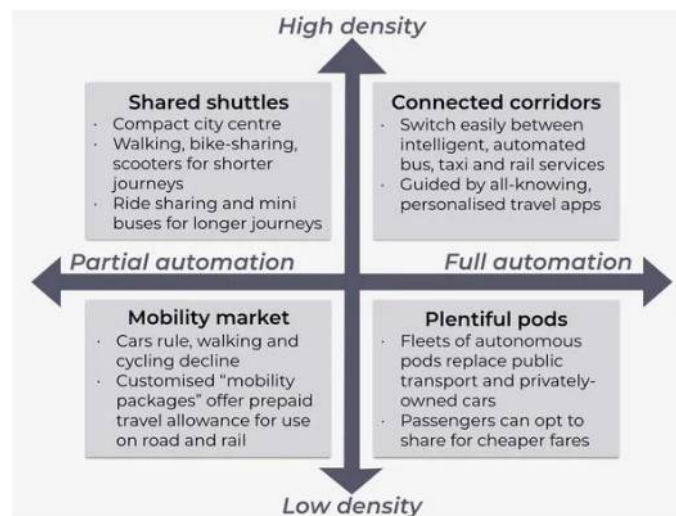 High density
Shared shuttles
· Compact city centre
· Walking, bike-sharing,
scooters for shorter
journeys
· Ride sharing and mini
buses for longer journeys
Connected corridors
· Switch easily between
intelligent, automated
bus, taxi and rail services
· Guided by all-knowing,
personalised travel apps
Partial automation
Full automation
Mobility market
· Cars rule, walking and
cycling decline
· Customised “mobility
packages” offer prepaid
travel allowance for use
on road and rail
Plentiful pods
· Fleets of autonomous
pods replace public
transport and privately-
owned cars
· Passengers can opt to
share for cheaper fares
Low density